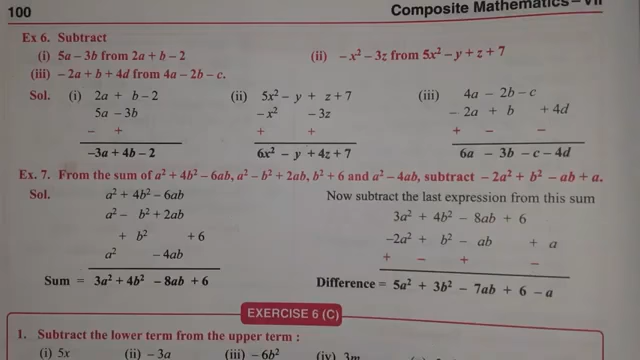 100
Composite Mathematics–VII
Ex 6. Subtract
(i) 5a – 3b from 2a + b – 2 (ii) – x² – 3z from 5x² – y + z + 7
(iii) – 2a + b + 4d from 4a – 2b – c.
Sol. (i) 2a + b – 2 (ii) 5x² – y + z + 7 (iii) 4a – 2b – c
5a – 3b –x² – 3z – 2a + b + 4d
– + + + + – –
–3a + 4b – 2 6x² – y + 4z + 7 6a – 3b – c – 4d
Ex. 7. From the sum of a² + 4b² – 6ab, a² – b² + 2ab, b² + 6 and a² – 4ab, subtract – 2a² + b² – ab + a.
Sol. a² + 4b² – 6ab Now subtract the last expression from this sum
a² – b² + 2ab 3a² + 4b² – 8ab + 6
+ b² + 6 –2a² + b² – ab + a
a² – 4ab + – + –
Sum = 3a² + 4b² – 8ab + 6 Difference = 5a² + 3b² – 7ab + 6 – a
EXERCISE 6 (C)
1. Subtract the lower term from the upper term :
(i) 5x (ii) – 3a (iii) – 6b² (iv) 3m